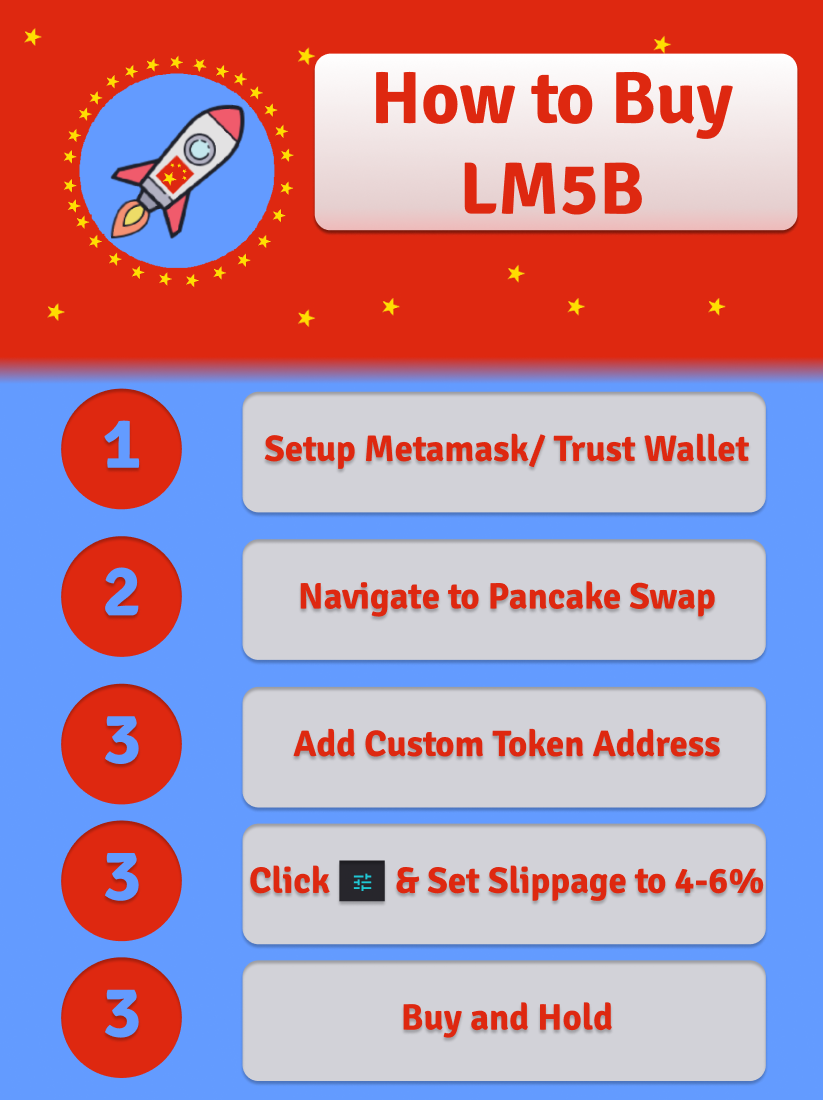 How to Buy
LM5B
1
Setup Metamask/ Trust Wallet
2
Navigate to Pancake Swap
3
Add Custom Token Address
3
Click & Set Slippage to 4-6%
3
Buy and Hold